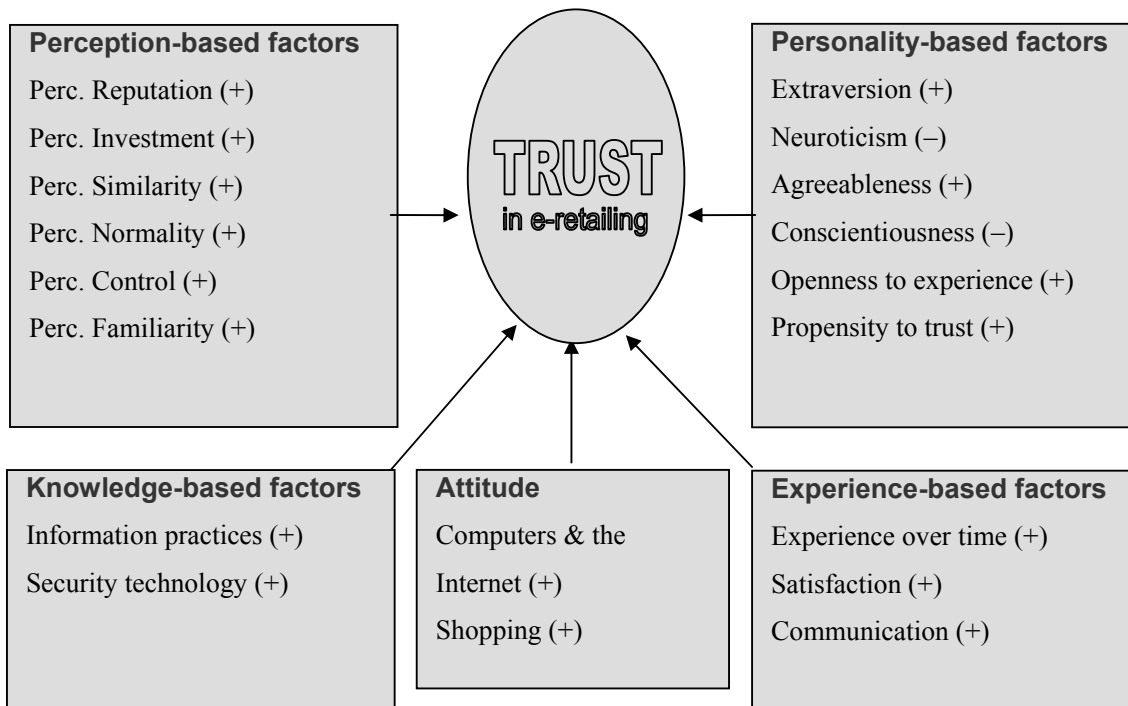 Perception-based factors
Perc. Reputation (+)
Perc. Investment (+)
Perc. Similarity (+)
Perc. Normality (+)
Perc. Control (+)
Perc. Familiarity (+)
TRUST
in e-retailing
Personality-based factors
Extraversion (+)
Neuroticism (–)
Agreeableness (+)
Conscientiousness (–)
Openness to experience (+)
Propensity to trust (+)
Knowledge-based factors
Information practices (+)
Security technology (+)
Attitude
Computers & the
Internet (+)
Shopping (+)
Experience-based factors
Experience over time (+)
Satisfaction (+)
Communication (+)